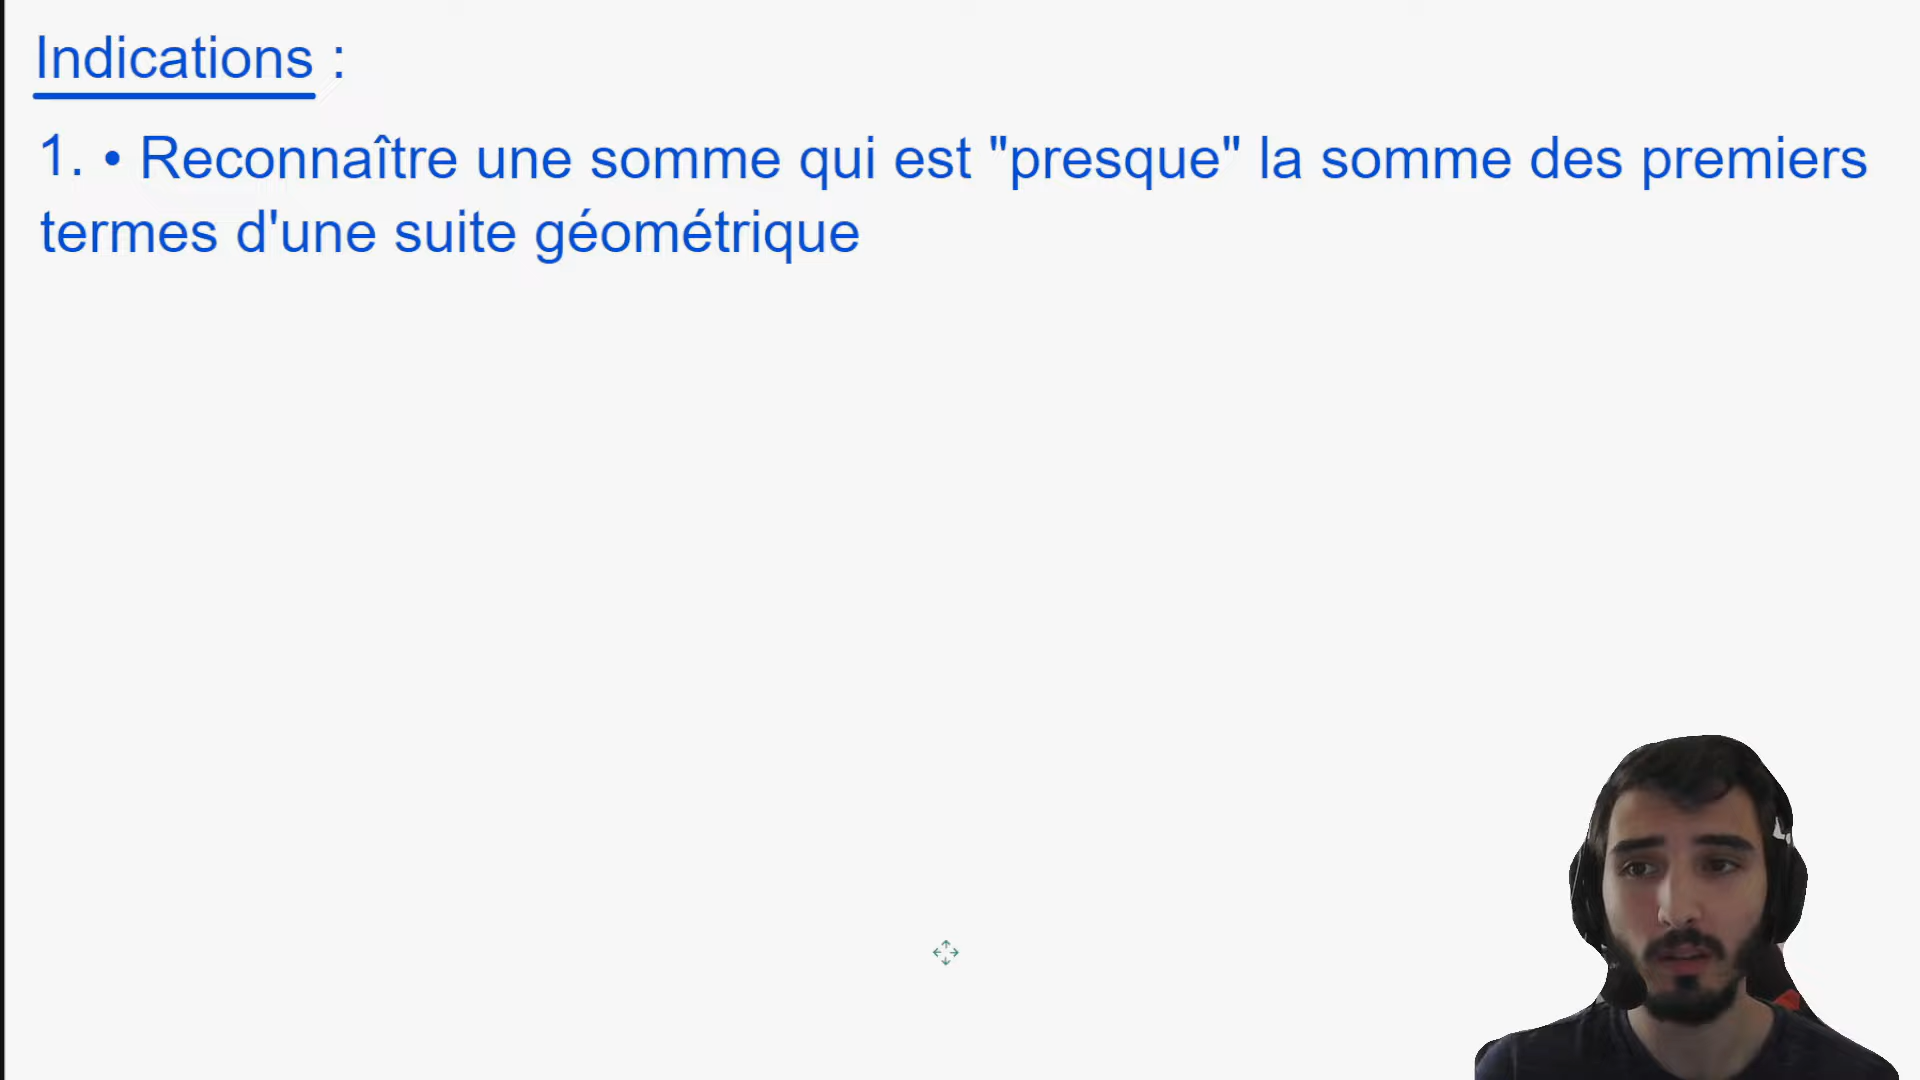 Indications :
1. • Reconnaître une somme qui est "presque" la somme des premiers
termes d'une suite géométrique